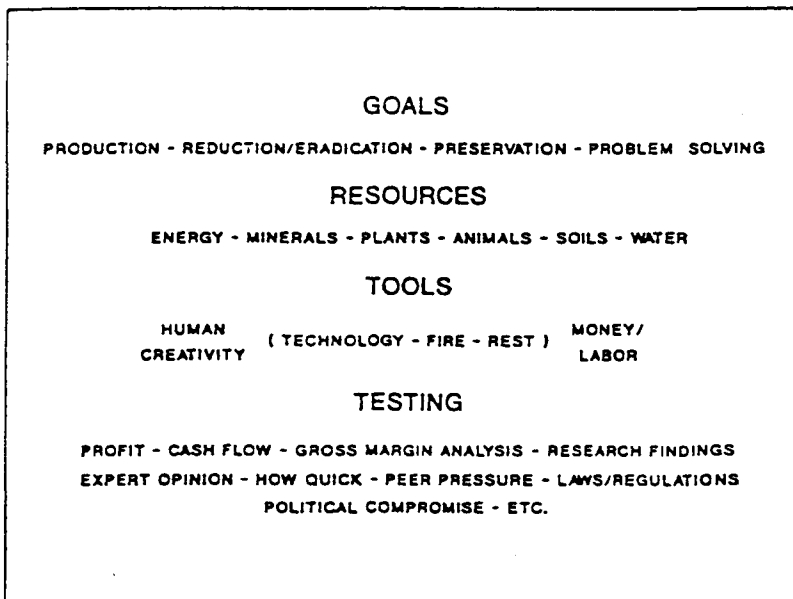 GOALS
PRODUCTION - REDUCTION/ERADICATION - PRESERVATION - PROBLEM SOLVING
RESOURCES
ENERGY - MINERALS - PLANTS - ANIMALS - SOILS - WATER
TOOLS
HUMAN CREATIVITY ( TECHNOLOGY - FIRE - REST ) MONEY/ LABOR
TESTING
PROFIT - CASH FLOW - GROSS MARGIN ANALYSIS - RESEARCH FINDINGS
EXPERT OPINION - HOW QUICK - PEER PRESSURE - LAWS/REGULATIONS
POLITICAL COMPROMISE - ETC.